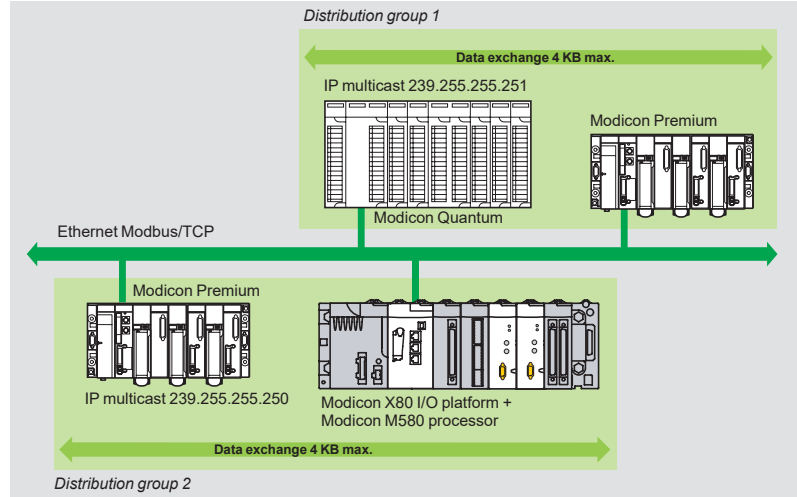 Distribution group 1
Data exchange 4 KB max.
IP multicast 239.255.255.251
Modicon Premium
Modicon Quantum
Ethernet Modbus/TCP
Modicon Premium
IP multicast 239.255.255.250
Modicon X80 I/O platform +
Modicon M580 processor
Data exchange 4 KB max.
Distribution group 2